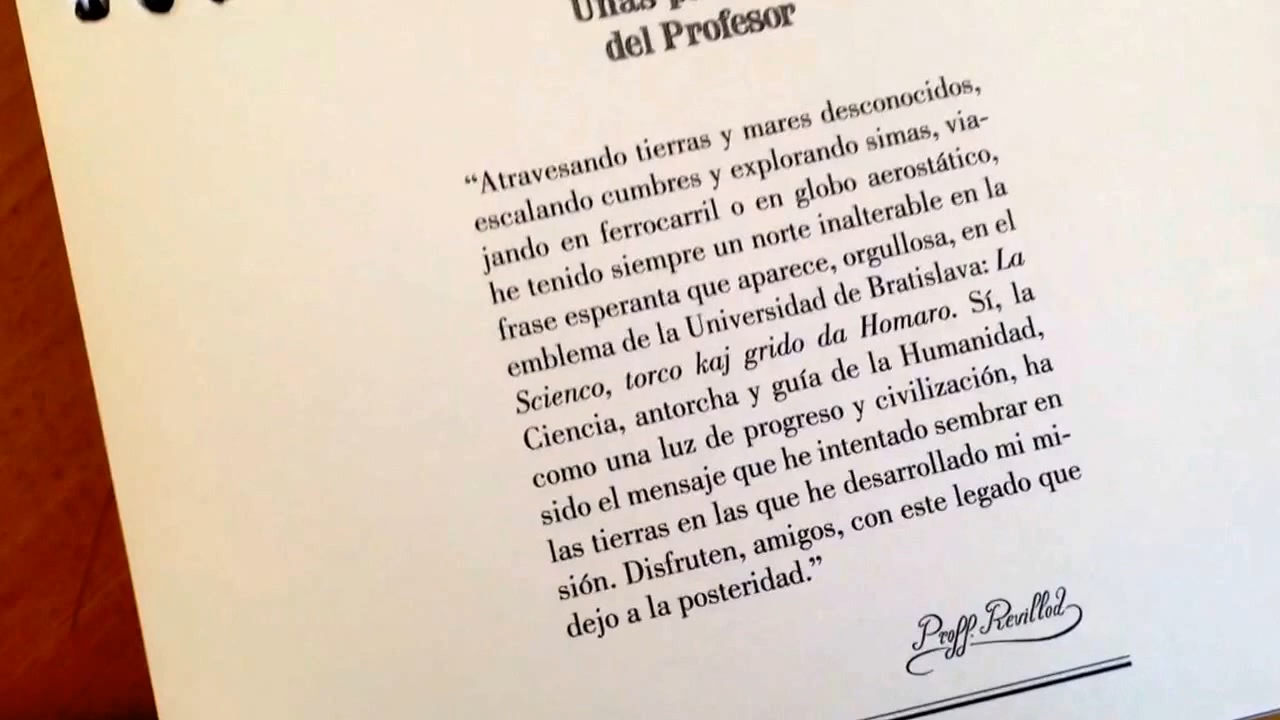 Unas
del Profesor
“Atravesando tierras y mares desconocidos,
escalando cumbres y explorando simas, via-
jando en ferrocarril o en globo aerostático,
he tenido siempre un norte inalterable en la
frase esperanta que aparece, orgullosa, en el
emblema de la Universidad de Bratislava: La
Scienco, torco kaj grido da Homaro. Sí, la
Ciencia, antorcha y guía de la Humanidad,
como una luz de progreso y civilización, ha
sido el mensaje que he intentado sembrar en
las tierras en las que he desarrollado mi mi-
sión. Disfruten, amigos, con este legado que
dejo a la posteridad.”
Proff. Revillod